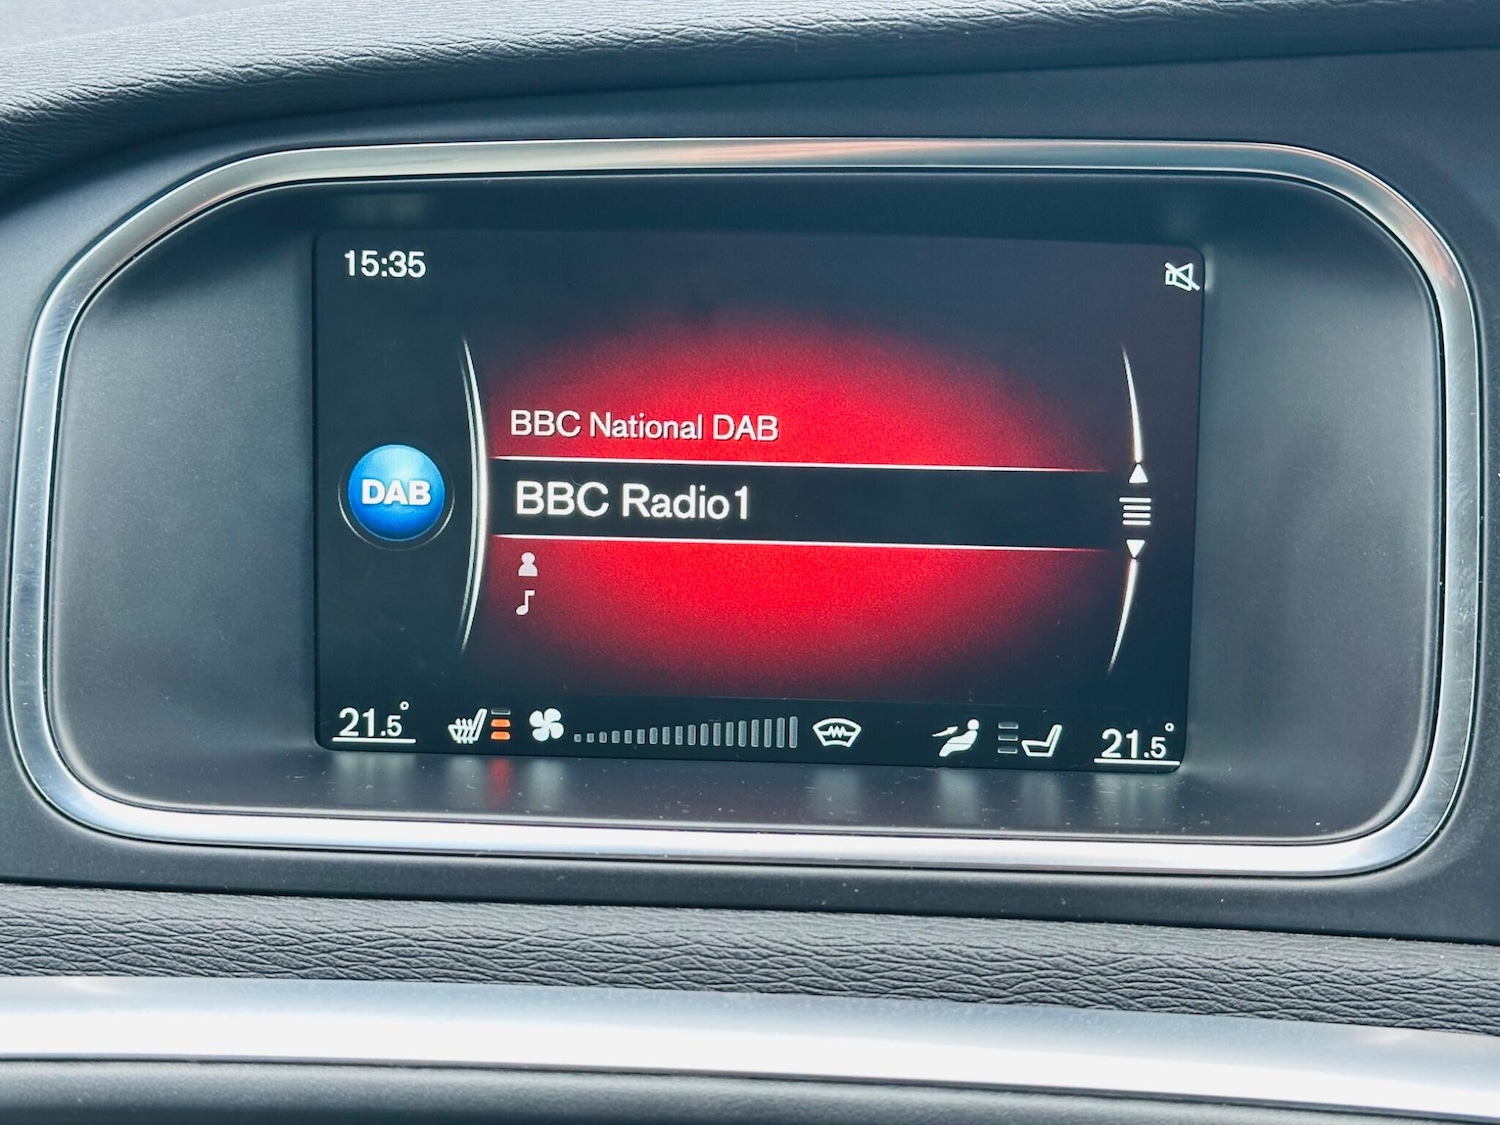 15:35
BBC National DAB
DAB
BBC Radio1
21.5°
21.5°